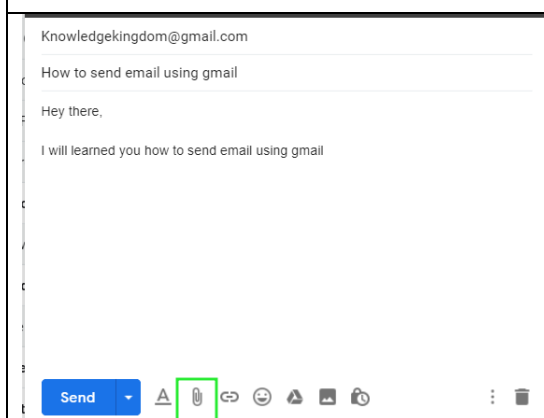 Knowledgekingdom@gmail.com
How to send email using gmail
Hey there,
I will learned you how to send email using gmail
Send